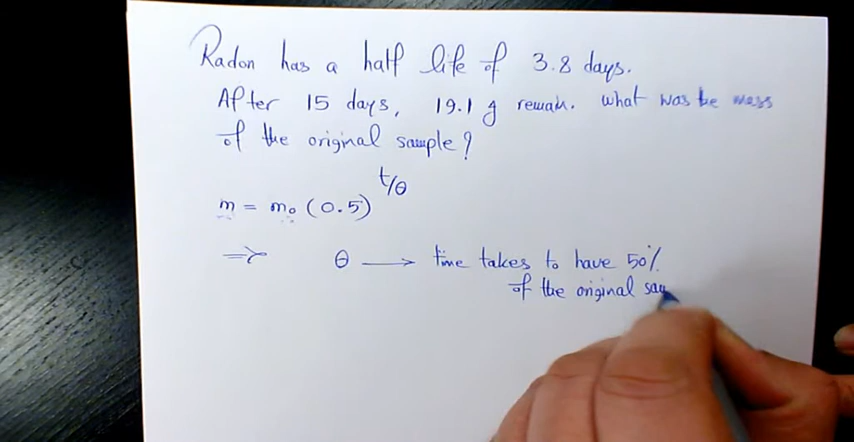 Radon has a half life of 3.8 days.
After 15 days, 19.1 g remain. what was the mass
of the original sample?
m = m₀ (0.5)^t/θ
⇒ θ → time takes to have 50%
of the original sam